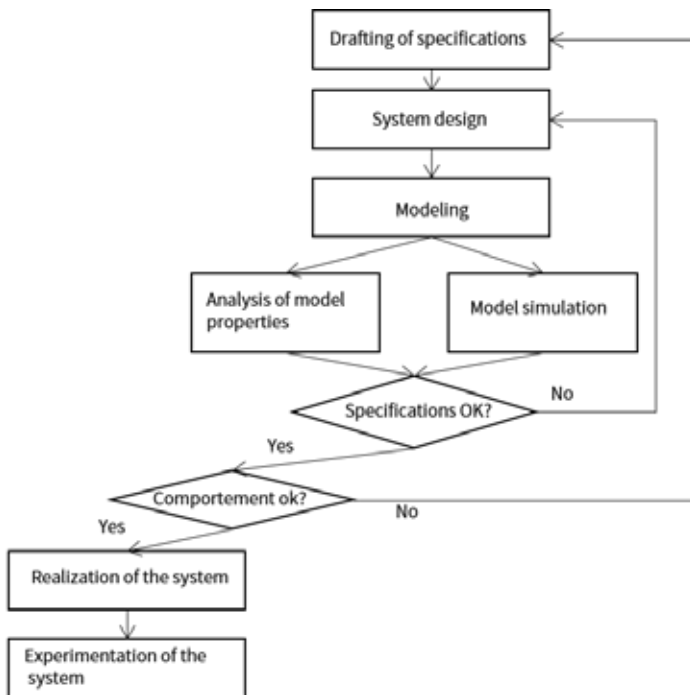 Drafting of specifications
System design
Modeling
Analysis of model
properties
Model simulation
Specifications OK?
No
Yes
Comportement ok?
No
Yes
Realization of the system
Experimentation of the
system